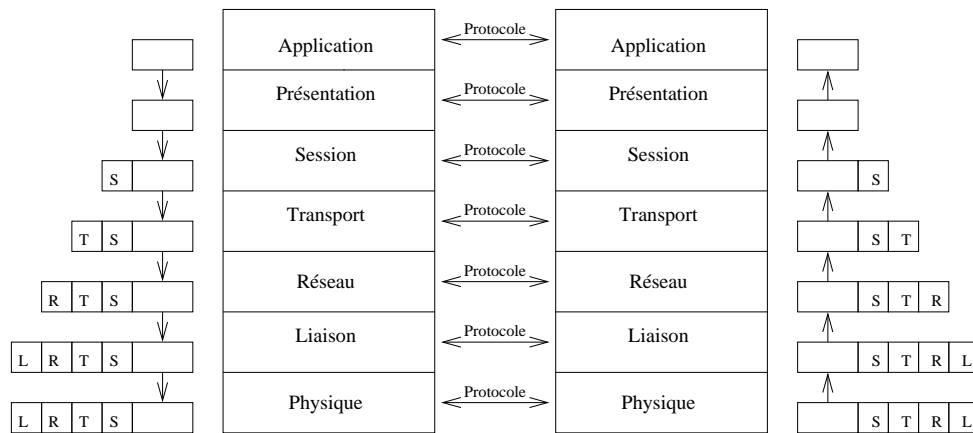 Application Protocole Application
Présentation Protocole Présentation
S Session Protocole Session S
T S Transport Protocole Transport S T
R T S Réseau Protocole Réseau S T R
L R T S Liaison Protocole Liaison S T R L
L R T S Physique Protocole Physique S T R L